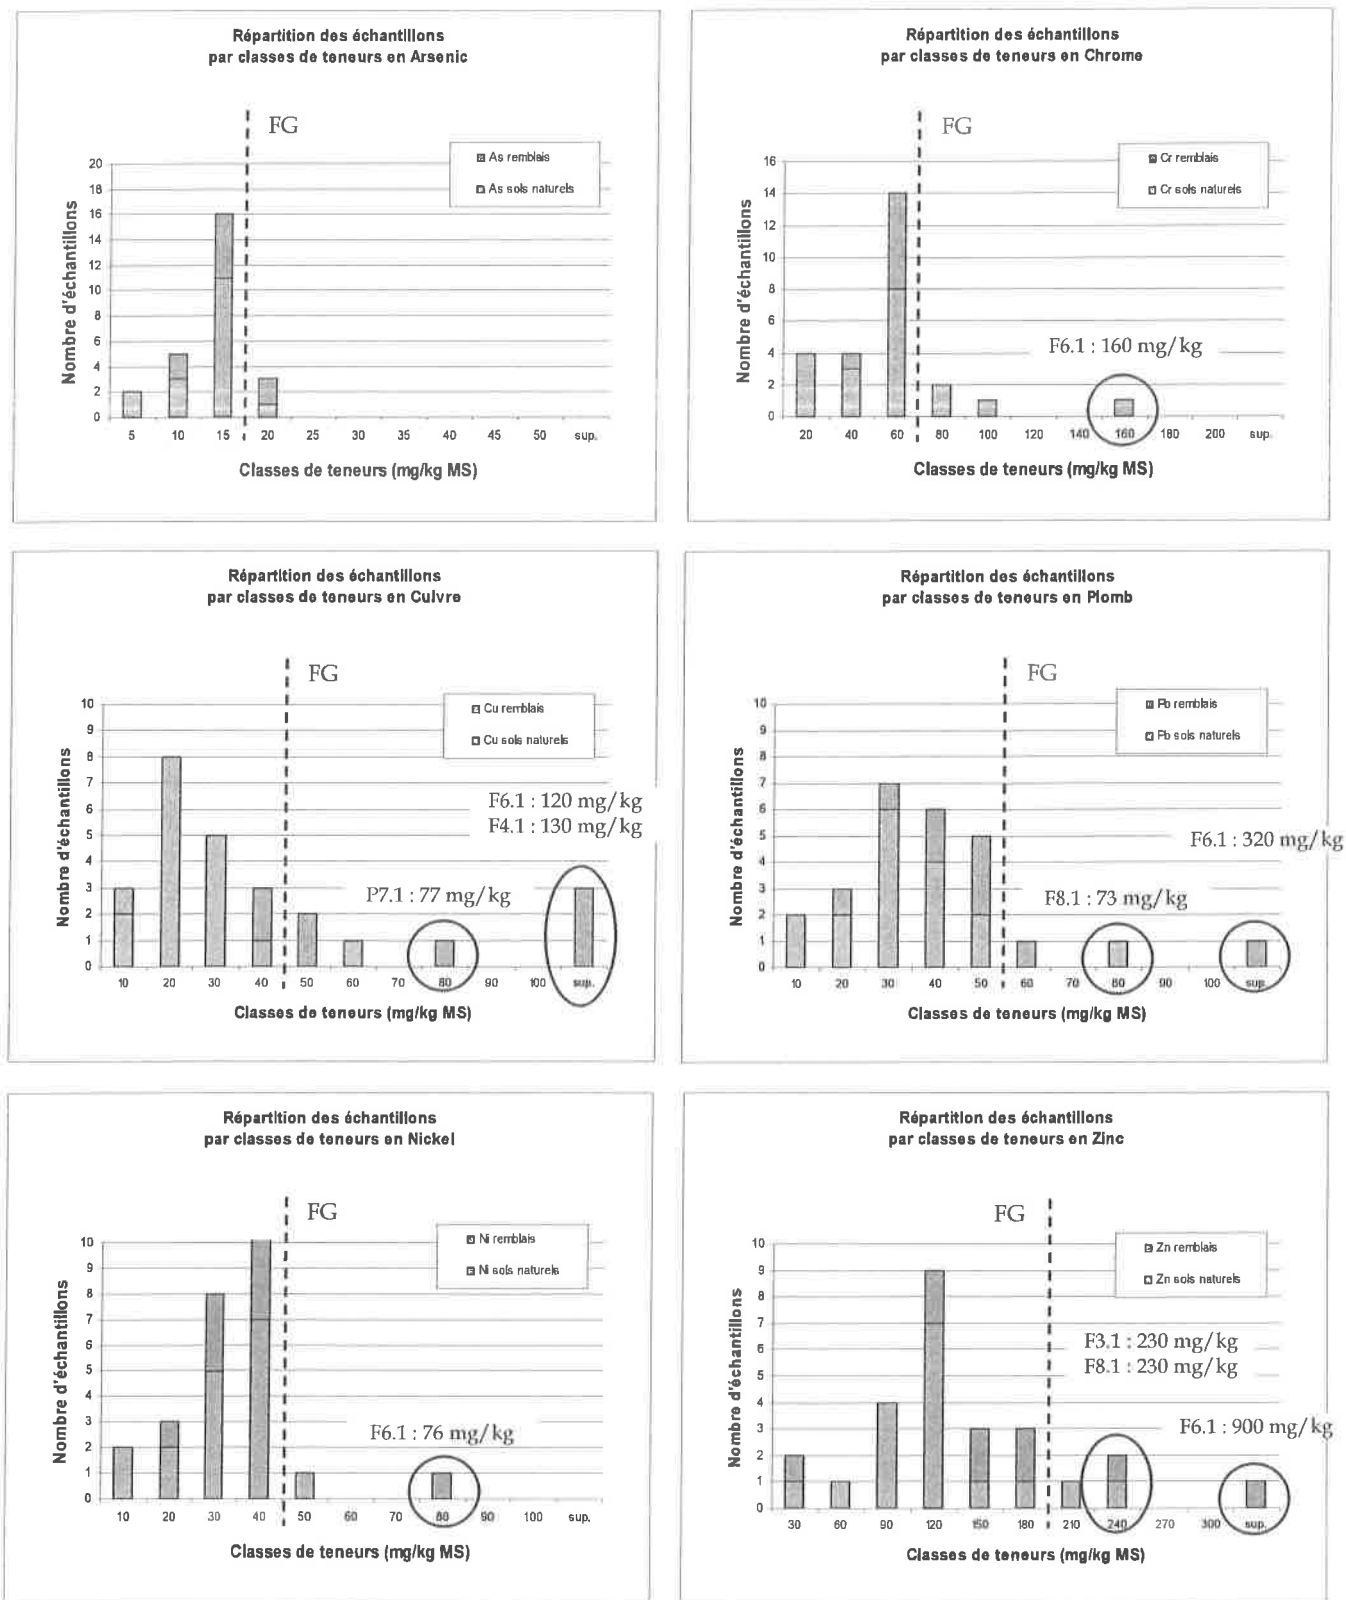 Répartition des échantillons
par classes de teneurs en Arsenic
FG
As remblais
As sols naturels
Nombre d'échantillons
20
18
16
14
12
10
8
6
4
2
0
5 10 15 20 25 30 35 40 45 50 sup.
Classes de teneurs (mg/kg MS)
Répartition des échantillons
par classes de teneurs en Chrome
FG
Cr remblais
Cr sols naturels
Nombre d'échantillons
16
14
12
10
8
6
4
2
0
F6.1 : 160 mg/kg
20 40 60 80 100 120 140 160 180 200 sup.
Classes de teneurs (mg/kg MS)
Répartition des échantillons
par classes de teneurs en Cuivre
FG
Cu remblais
Cu sols naturels
Nombre d'échantillons
10
9
8
7
6
5
4
3
2
1
0
F6.1 : 120 mg/kg
F4.1 : 130 mg/kg
P7.1 : 77 mg/kg
10 20 30 40 50 60 70 80 90 100 sup.
Classes de teneurs (mg/kg MS)
Répartition des échantillons
par classes de teneurs en Plomb
FG
Pb remblais
Pb sols naturels
Nombre d'échantillons
10
9
8
7
6
5
4
3
2
1
0
F6.1 : 320 mg/kg
F8.1 : 73 mg/kg
10 20 30 40 50 60 70 80 90 100 sup.
Classes de teneurs (mg/kg MS)
Répartition des échantillons
par classes de teneurs en Nickel
FG
Ni remblais
Ni sols naturels
Nombre d'échantillons
10
9
8
7
6
5
4
3
2
1
0
F6.1 : 76 mg/kg
10 20 30 40 50 60 70 80 90 100 sup.
Classes de teneurs (mg/kg MS)
Répartition des échantillons
par classes de teneurs en Zinc
FG
Zn remblais
Zn sols naturels
Nombre d'échantillons
10
9
8
7
6
5
4
3
2
1
0
F3.1 : 230 mg/kg
F8.1 : 230 mg/kg
F6.1 : 900 mg/kg
30 60 90 120 150 180 210 240 270 300 sup.
Classes de teneurs (mg/kg MS)